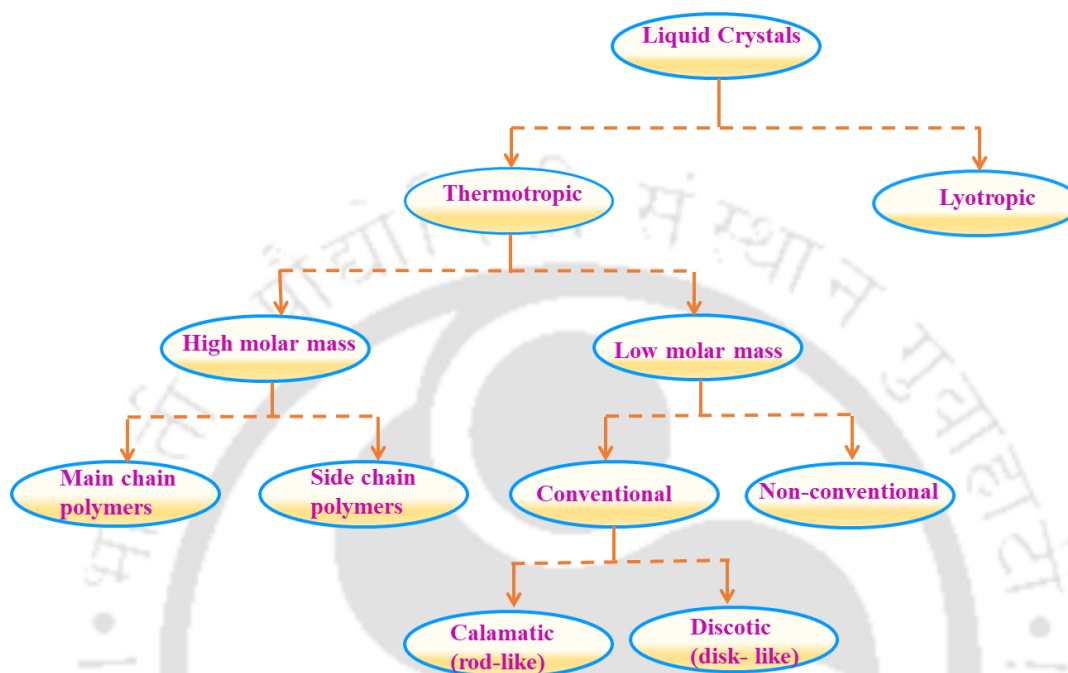 Liquid Crystals
Thermotropic
Lyotropic
High molar mass
Low molar mass
Main chain
polymers
Side chain
polymers
Conventional
Non-conventional
Calamatic
(rod-like)
Discotic
(disk- like)
संस्थान गुवाहाटी